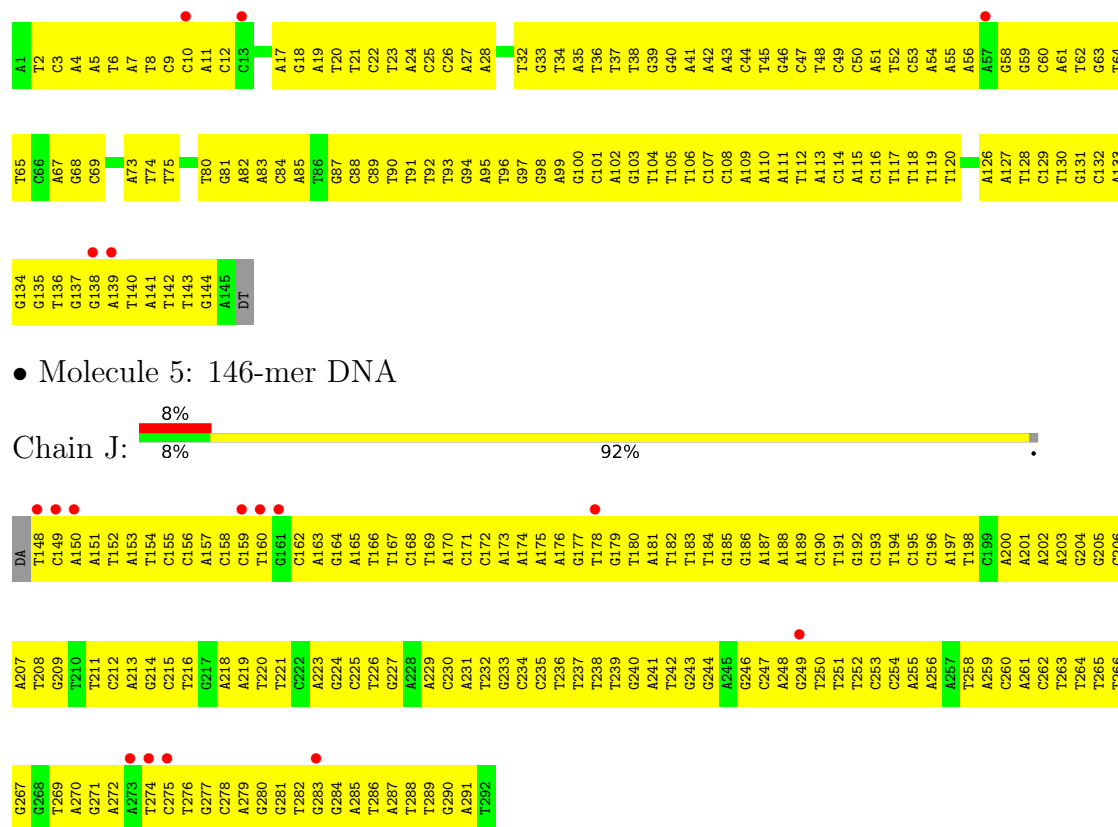 A1 T2 C3 A4 A5 T6 A7 T8 C9 C10 A11 C12 C13 A17 G18 A19 T20 T21 C22 T23 A24 C25 C26 A27 A28 T32 G33 T34 A35 T36 T37 T38 G39 G40 A41 A42 A43 C44 T45 G46 C47 T48 C49 C50 A51 T52 C53 A54 A55 A56 A57 G58 G59 C60 A61 T62 G63 T64
T65 C66 A67 G68 C69 A73 T74 T75 T80 G81 A82 A83 C84 A85 T86 G87 C88 C89 T90 T91 T92 T93 G94 A95 T96 G97 G98 A99 G100 C101 A102 G103 T104 T105 T106 C107 C108 A109 A110 A111 T112 A113 C114 A115 C116 T117 T118 T119 T120 A126 A127 T128 C129 T130 G131 C132 A133
G134 G135 T136 G137 G138 A139 T140 A141 T142 T143 G144 A145 DT
• Molecule 5: 146-mer DNA
8%
Chain J:
8% 92% •
DA T148 C149 A150 A151 T152 A153 T154 C155 C156 A157 C158 C159 T160 G161 C162 A163 G164 A165 T166 T167 C168 T169 A170 C171 C172 A173 A174 A175 A176 G177 T178 G179 T180 A181 T182 T183 T184 G185 G186 A187 A188 A189 C190 T191 G192 C193 T194 C195 C196 A197 T198 C199 A200 A201 A202 A203 G204 G205 C206
A207 T208 G209 T210 T211 C212 A213 G214 C215 T216 G217 A218 A219 T220 T221 C222 A223 G224 C225 T226 G227 A228 A229 C230 A231 T232 G233 C234 C235 T236 T237 T238 T239 G240 A241 T242 G243 G244 A245 G246 C247 A248 G249 T250 T251 T252 C253 C254 A255 A256 A257 T258 A259 C260 A261 C262 T263 T264 T265 T266
G267 G268 T269 A270 G271 A272 A273 T274 C275 T276 G277 C278 A279 G280 G281 T282 G283 G284 A285 T286 A287 T288 T289 G290 A291 T292